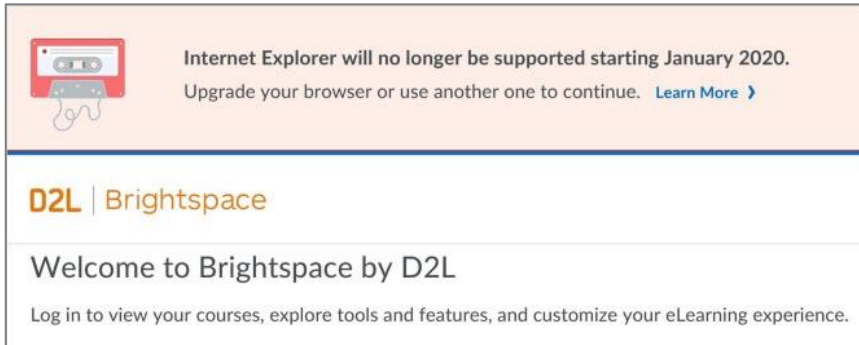 Internet Explorer will no longer be supported starting January 2020.
Upgrade your browser or use another one to continue. Learn More ❯
D2L | Brightspace
Welcome to Brightspace by D2L
Log in to view your courses, explore tools and features, and customize your eLearning experience.